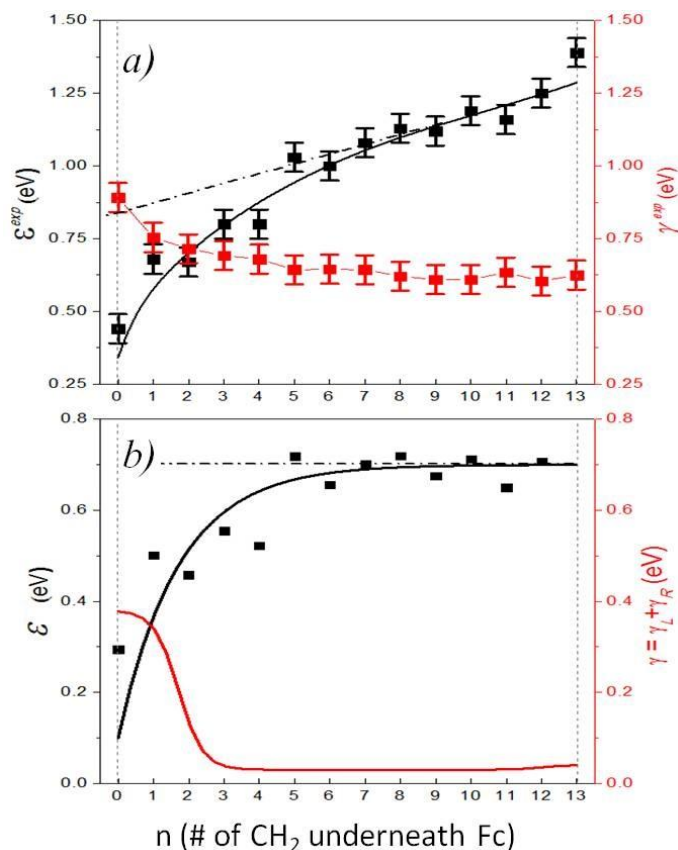 1.50
1.25
1.00
0.75
0.50
0.25
ε^exp (eV)
a)
1.50
1.25
1.00
0.75
0.50
0.25
γ^exp (eV)
0 1 2 3 4 5 6 7 8 9 10 11 12 13
0.8
0.6
0.4
0.2
0.0
ε (eV)
b)
0.8
0.6
0.4
0.2
0.0
γ = γ_L+γ_R (eV)
0 1 2 3 4 5 6 7 8 9 10 11 12 13
n (# of CH₂ underneath Fc)